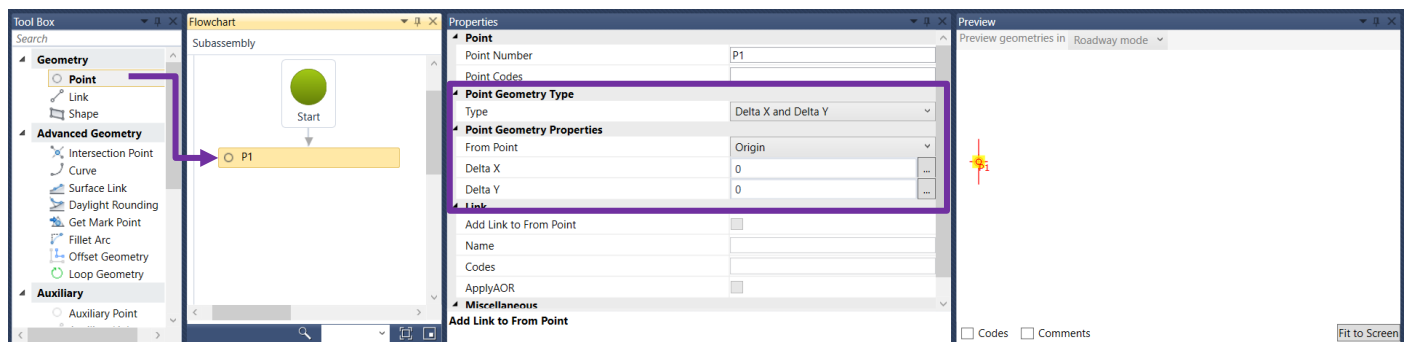 Tool Box
Search
Geometry
Point
Link
Shape
Advanced Geometry
Intersection Point
Curve
Surface Link
Daylight Rounding
Get Mark Point
Fillet Arc
Offset Geometry
Loop Geometry
Auxiliary
Auxiliary Point
Flowchart
Subassembly
Start
P1
Properties
Point
Point Number P1
Point Codes
Point Geometry Type
Type Delta X and Delta Y
Point Geometry Properties
From Point Origin
Delta X 0 ...
Delta Y 0 ...
Link
Add Link to From Point
Name
Codes
ApplyAOR
Miscellaneous
Add Link to From Point
Preview
Preview geometries in Roadway mode
P1
Codes Comments Fit to Screen